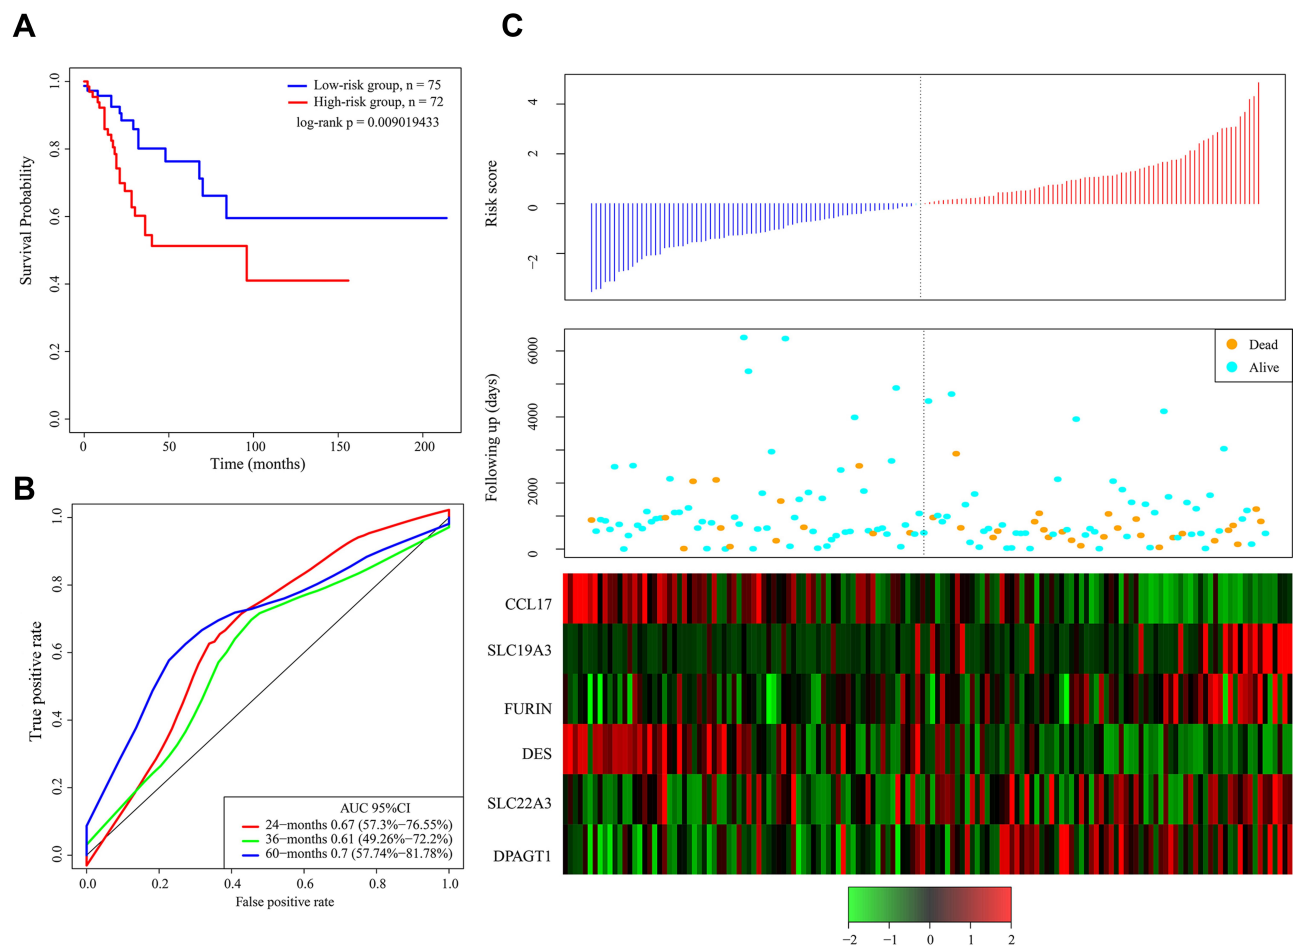 A
Low-risk group, n = 75
High-risk group, n = 72
log-rank p = 0.009019433
Survival Probability
0.0
0.2
0.4
0.6
0.8
1.0
0
50
100
150
200
Time (months)
B
True positive rate
0.0
0.2
0.4
0.6
0.8
1.0
AUC 95%CI
24−months 0.67 (57.3%−76.55%)
36−months 0.61 (49.26%−72.2%)
60−months 0.7 (57.74%−81.78%)
0.0
0.2
0.4
0.6
0.8
1.0
False positive rate
C
Risk score
−2
0
2
4
Following up (days)
0
2000
4000
6000
Dead
Alive
CCL17
SLC19A3
FURIN
DES
SLC22A3
DPAGT1
−2
−1
0
1
2